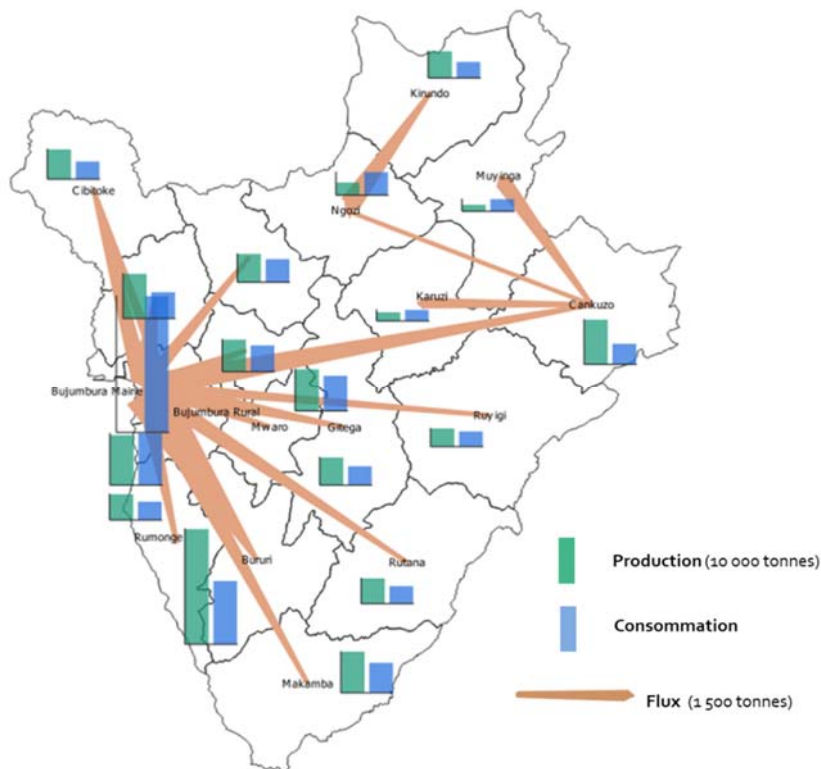 Kirundo
Cibitoke
Muyinga
Ngozi
Karuzi
Cankuzo
Bujumbura Mairie
Bujumbura Rural
Mwaro
Gitega
Ruyigi
Rumonge
Bururi
Rutana
Makamba
Production (10 000 tonnes)
Consommation
Flux (1 500 tonnes)